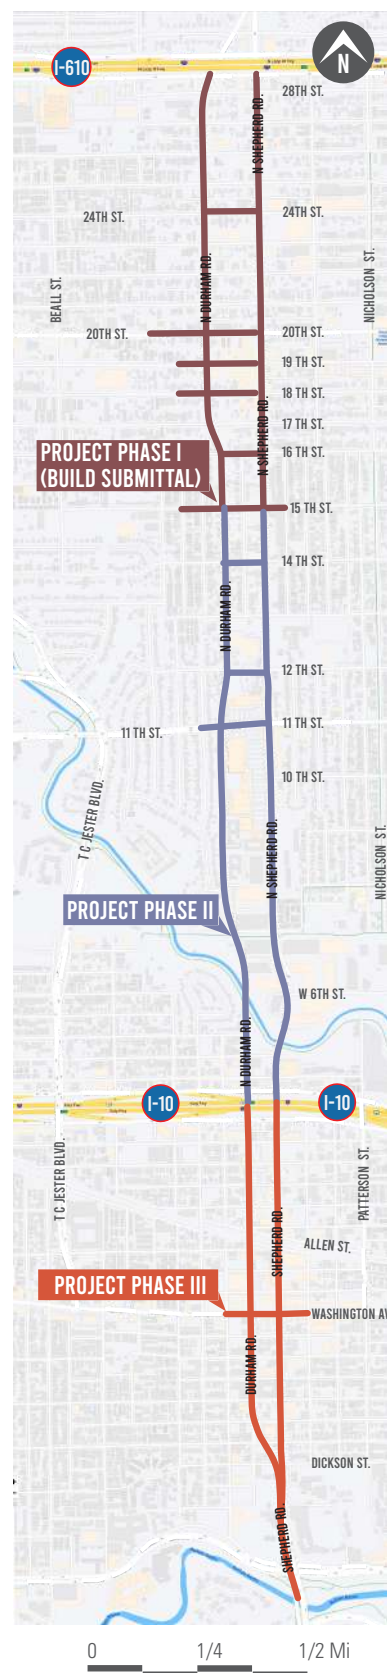 N
I-610
28TH ST.
N SHEPHERD RD.
24TH ST.
24TH ST.
BEALL ST.
N DURHAM RD.
NICHOLSON ST.
20TH ST.
20TH ST.
19 TH ST.
18 TH ST.
17 TH ST.
N SHEPHERD RD.
16 TH ST.
PROJECT PHASE I
(BUILD SUBMITTAL)
15 TH ST.
14 TH ST.
N DURHAM RD.
12 TH ST.
11 TH ST.
11 TH ST.
10 TH ST.
T C JESTER BLVD.
N SHEPHERD RD.
NICHOLSON ST.
PROJECT PHASE II
W 6TH ST.
N DURHAM RD.
I-10
I-10
T C JESTER BLVD.
PATTERSON ST.
SHEPHERD RD.
ALLEN ST.
PROJECT PHASE III
WASHINGTON AV
DURHAM RD.
DICKSON ST.
SHEPHERD RD.
0 1/4 1/2 Mi